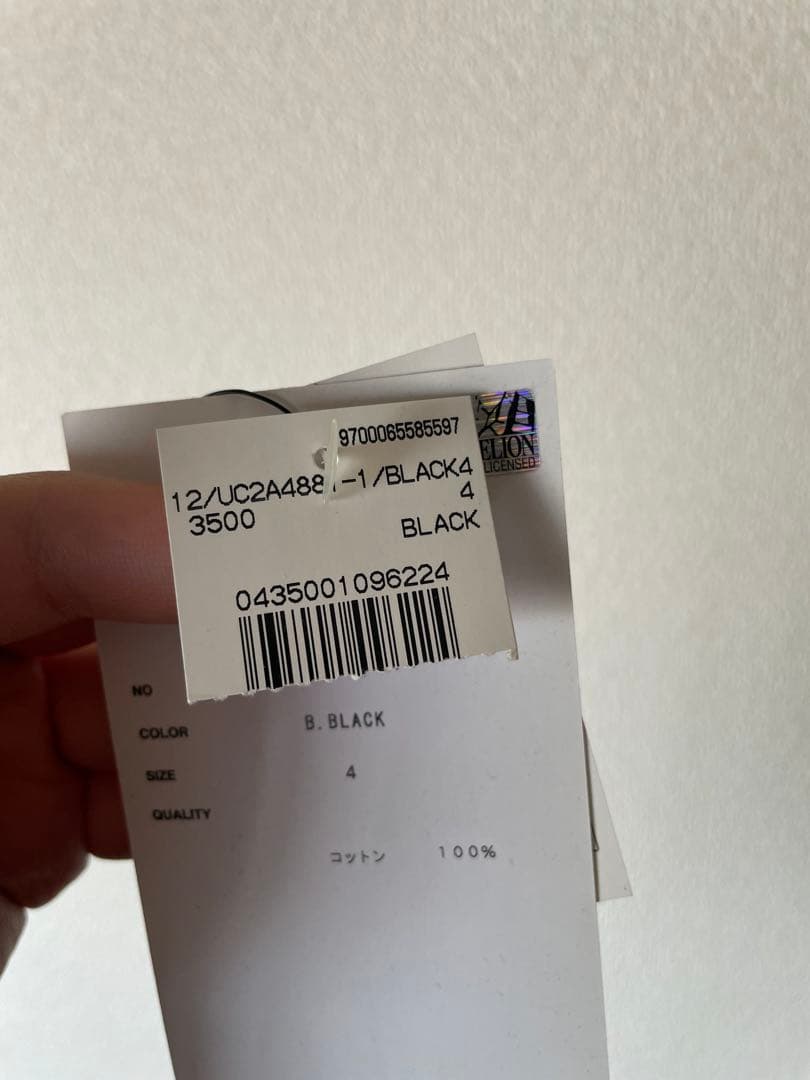 9700065585597
ELION
LICENSED
12/UC2A488 -1/BLACK4
4
3500
BLACK
0435001096224
NO
COLOR B.BLACK
SIZE 4
QUALITY
コットン 100%